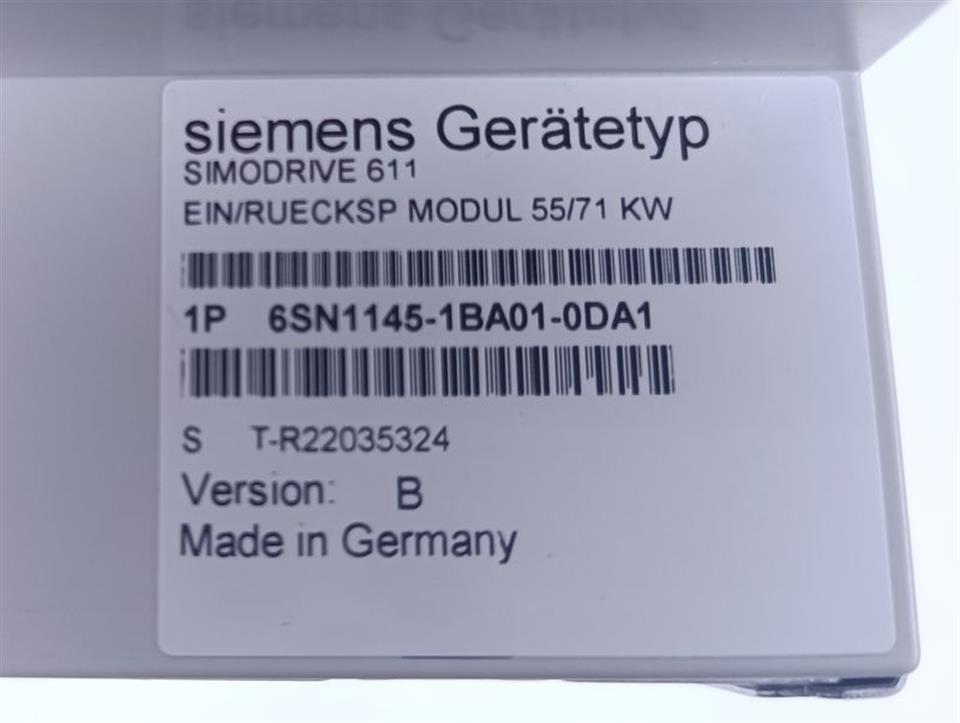 siemens Gerätetyp
SIMODRIVE 611
EIN/RUECKSP MODUL 55/71 KW
1P 6SN1145-1BA01-0DA1
S T-R22035324
Version: B
Made in Germany